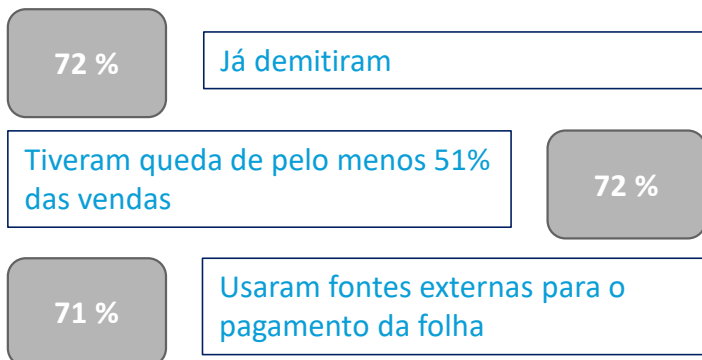 72 %
Já demitiram
Tiveram queda de pelo menos 51%
das vendas
72 %
71 %
Usaram fontes externas para o
pagamento da folha